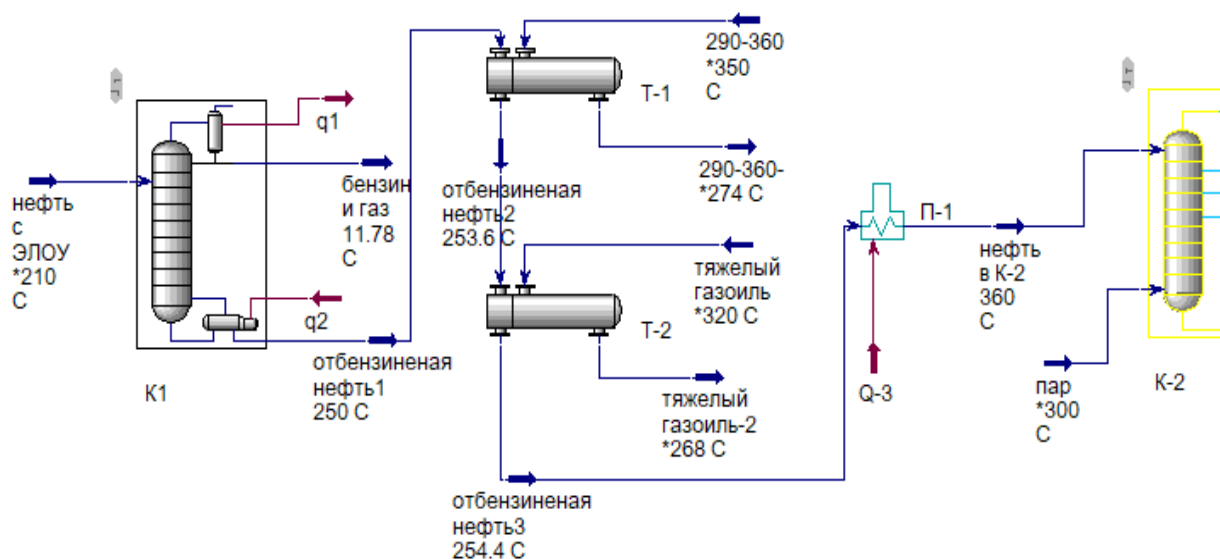 нефть
с
ЭЛОУ
*210
С
К1
q1
бензин
и газ
11.78
С
q2
отбензиненая
нефть1
250 С
290-360
*350
С
Т-1
290-360-
*274 С
отбензиненая
нефть2
253.6 С
тяжелый
газоиль
*320 С
Т-2
тяжелый
газоиль-2
*268 С
отбензиненая
нефть3
254.4 С
П-1
Q-3
нефть
в К-2
360
С
пар
*300
С
К-2